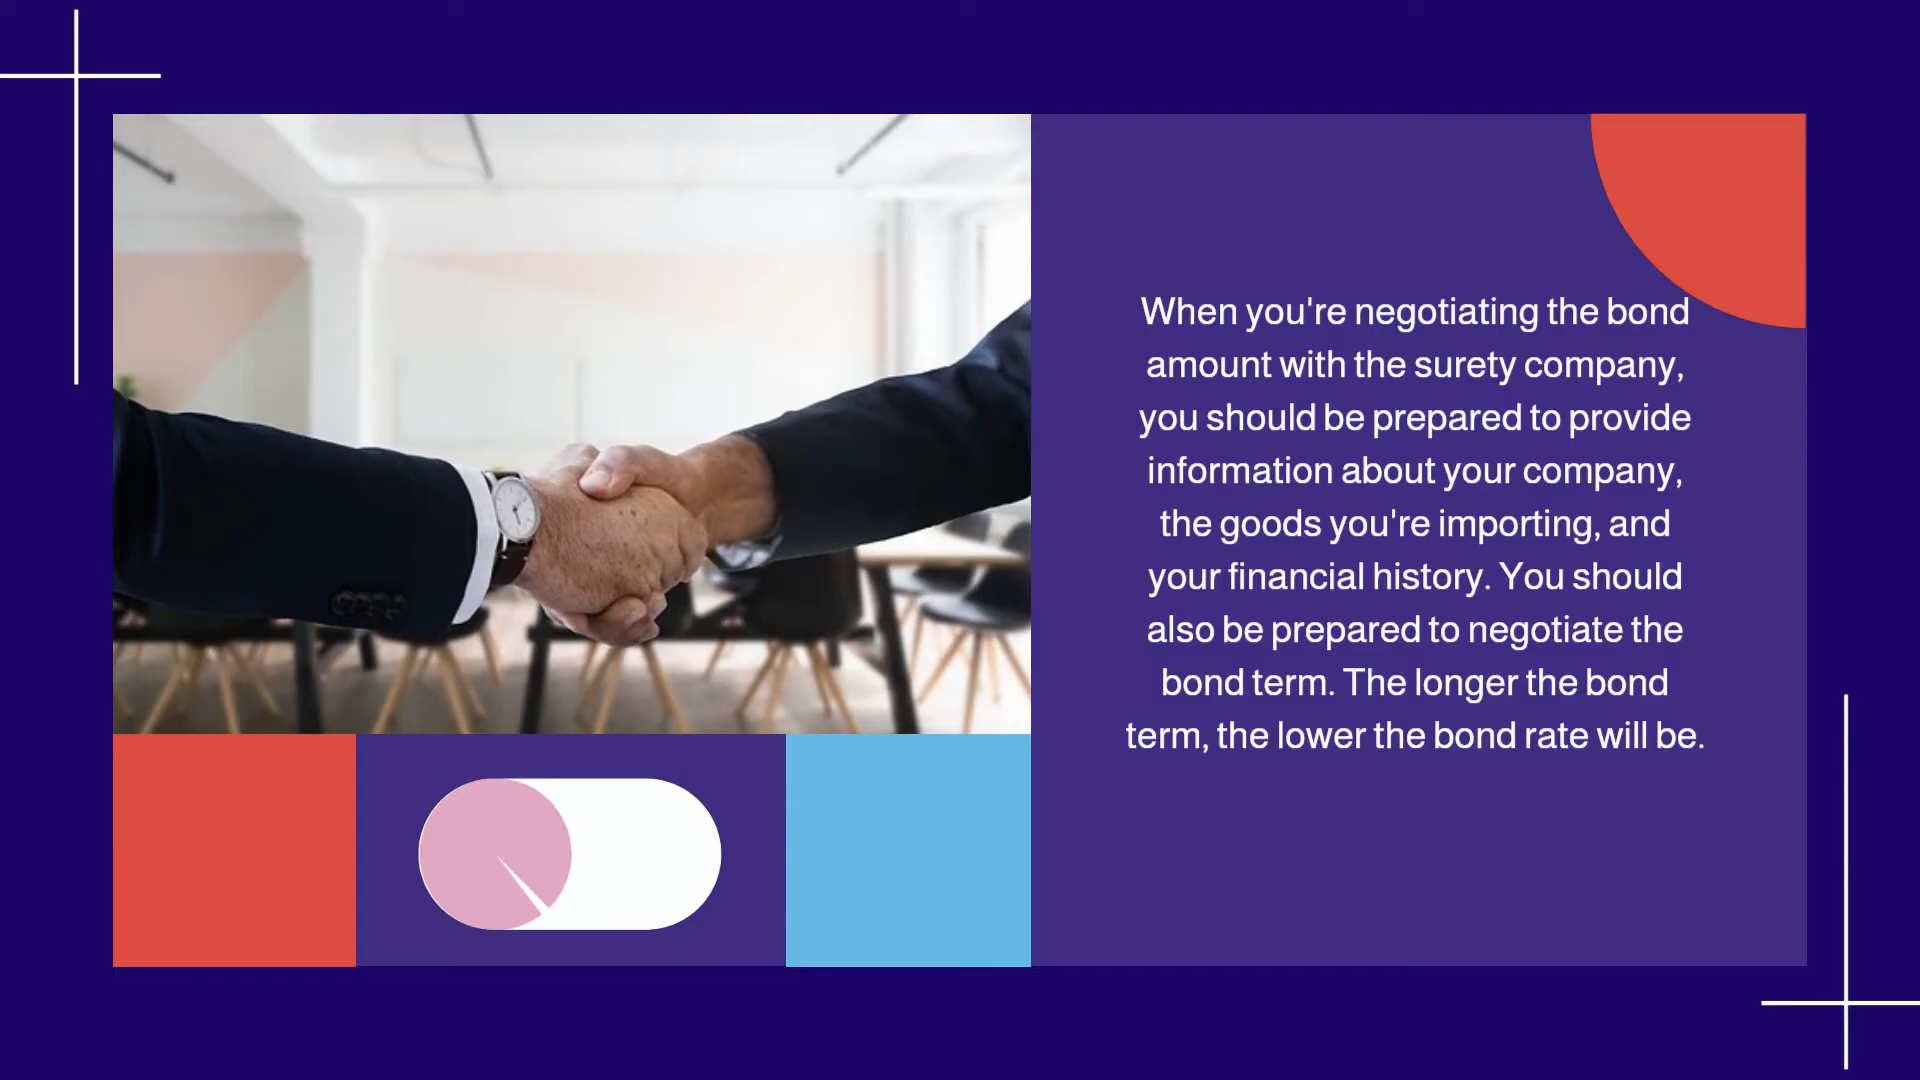 When you're negotiating the bond
amount with the surety company,
you should be prepared to provide
information about your company,
the goods you're importing, and
your financial history. You should
also be prepared to negotiate the
bond term. The longer the bond
term, the lower the bond rate will be.